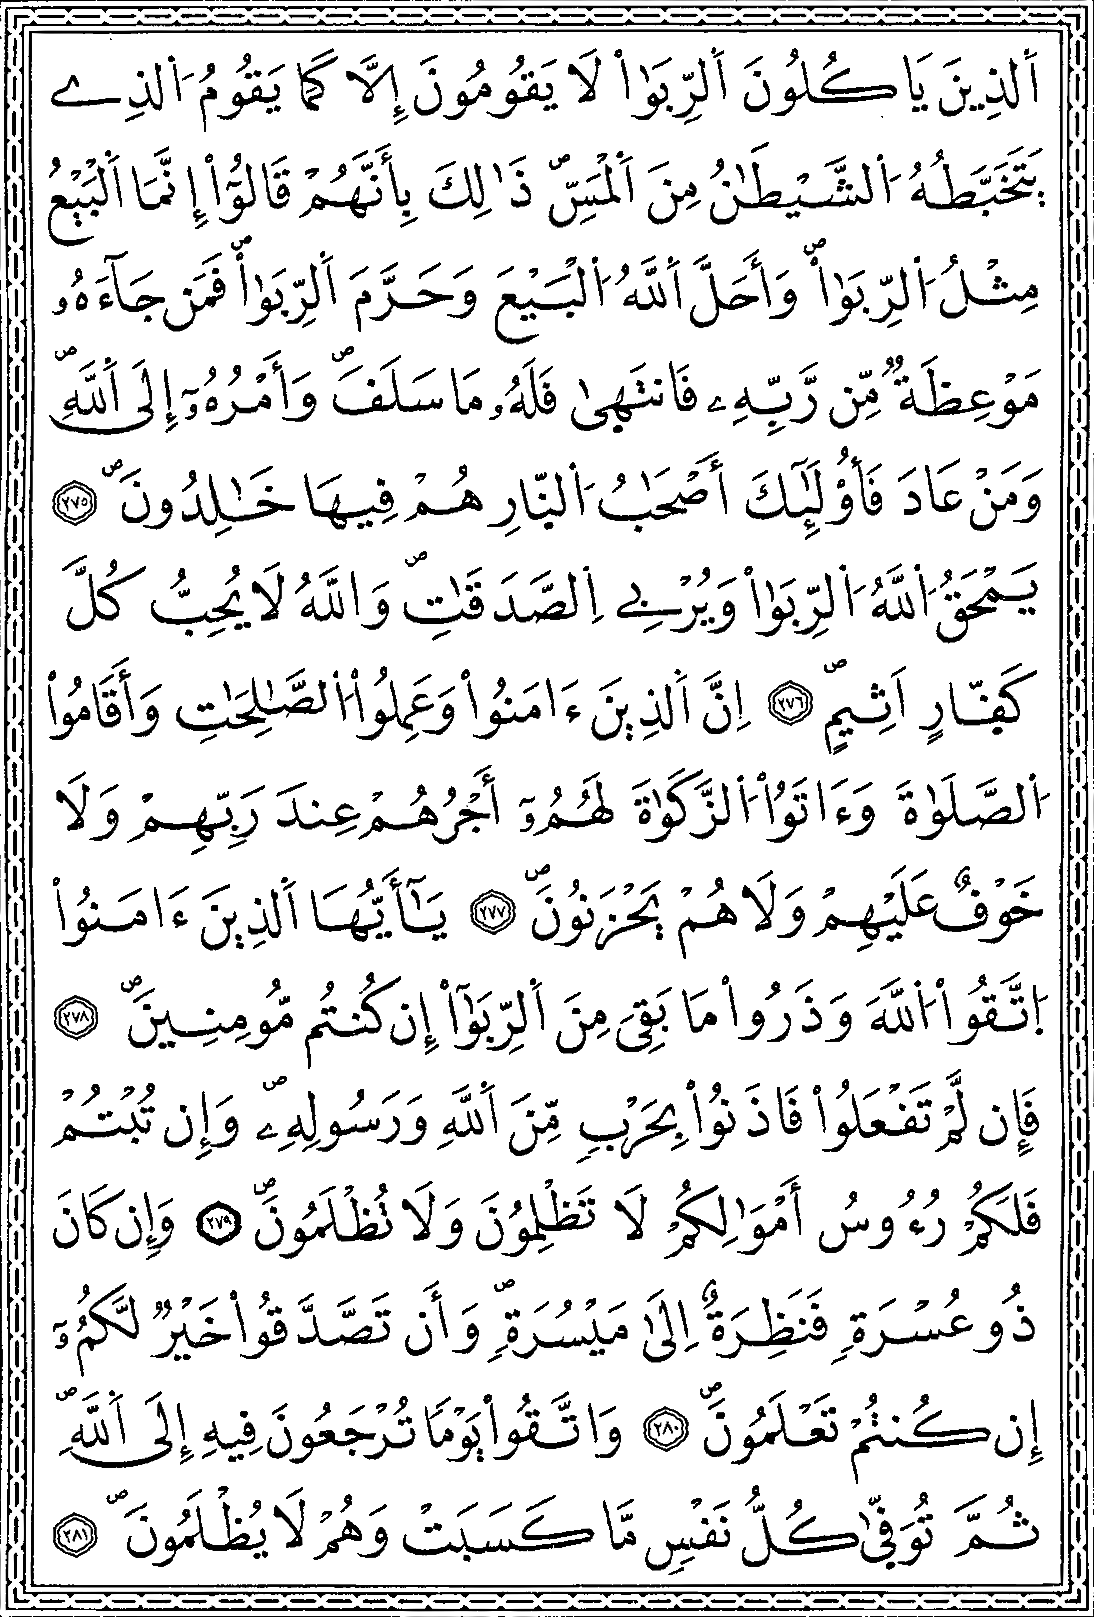 اَ۬لذِينَ يَاكُلُونَ اَ۬لرِّبَوٰاْ لَا يَقُومُونَ إِلَّا كَمَا يَقُومُ اُ۬لذِے
يَتَخَبَّطُهُ اُ۬لشَّيْطَٰنُ مِنَ اَ۬لْمَسِّۖ ذَٰلِكَ بِأَنَّهُمْ قَالُوٓاْ إِنَّمَا اَ۬لْبَيْعُ
مِثْلُ اُ۬لرِّبَوٰاْۖ وَأَحَلَّ اَ۬للَّهُ اُ۬لْبَيْعَ وَحَرَّمَ اَ۬لرِّبَوٰاْۖ فَمَن جَآءَهُۥ
مَوْعِظَةٞ مِّن رَّبِّهِۦ فَانتَهىٰ فَلَهُۥ مَا سَلَفَۖ وَأَمْرُهُۥٓ إِلَى اَ۬للَّهِۖ
وَمَنْ عَادَ فَأُوْلَٰٓئِكَ أَصْحَٰبُ اُ۬لنّ۪ارِ هُمْ فِيهَا خَٰلِدُونَۖ ٢٧٥
يَمْحَقُ اُ۬للَّهُ اُ۬لرِّبَوٰاْ وَيُرْبِے اِ۬لصَّدَقَٰتِۖ وَاللَّهُ لَا يُحِبُّ كُلَّ
كَفّ۪ارٍ اَثِيمٍۖ ٢٧٦ اِنَّ اَ۬لذِينَ ءَامَنُواْ وَعَمِلُواْ اُ۬لصَّٰلِحَٰتِ وَأَقَامُواْ
اُ۬لصَّلَوٰةَ وَءَاتَوُاْ اُ۬لزَّكَوٰةَ لَهُمُۥٓ أَجْرُهُمْ عِندَ رَبِّهِمْ وَلَا
خَوْفٌ عَلَيْهِمْ وَلَا هُمْ يَحْزَنُونَۖ ٢٧٧ يَٰٓأَيُّهَا اَ۬لذِينَ ءَامَنُواْ
اُ۪تَّقُواْ اُ۬للَّهَ وَذَرُواْ مَا بَقِيَ مِنَ اَ۬لرِّبَوٰٓاْ إِن كُنتُم مُّومِنِينَۖ ٢٧٨
فَإِن لَّمْ تَفْعَلُواْ فَاذَنُواْ بِحَرْبٖ مِّنَ اَ۬للَّهِ وَرَسُولِهِۦۖ وَإِن تُبْتُمْ
فَلَكُمْ رُءُوسُ أَمْوَٰلِكُمْ لَا تَظْلِمُونَ وَلَا تُظْلَمُونَۖ ٢٧٩ وَإِن كَانَ
ذُو عُسْرَةٖ فَنَظِرَةٌ اِلَىٰ مَيْسُرَةٖۖ وَأَن تَصَّدَّقُواْ خَيْرٞ لَّكُمُۥٓ
إِن كُنتُمْ تَعْلَمُونَۖ ٢٨٠ وَاتَّقُواْ يَوْماٗ تُرْجَعُونَ فِيهِ إِلَى اَ۬للَّهِۖ
ثُمَّ تُوَفّ۪ىٰ كُلُّ نَفْسٖ مَّا كَسَبَتْ وَهُمْ لَا يُظْلَمُونَۖ ٢٨١